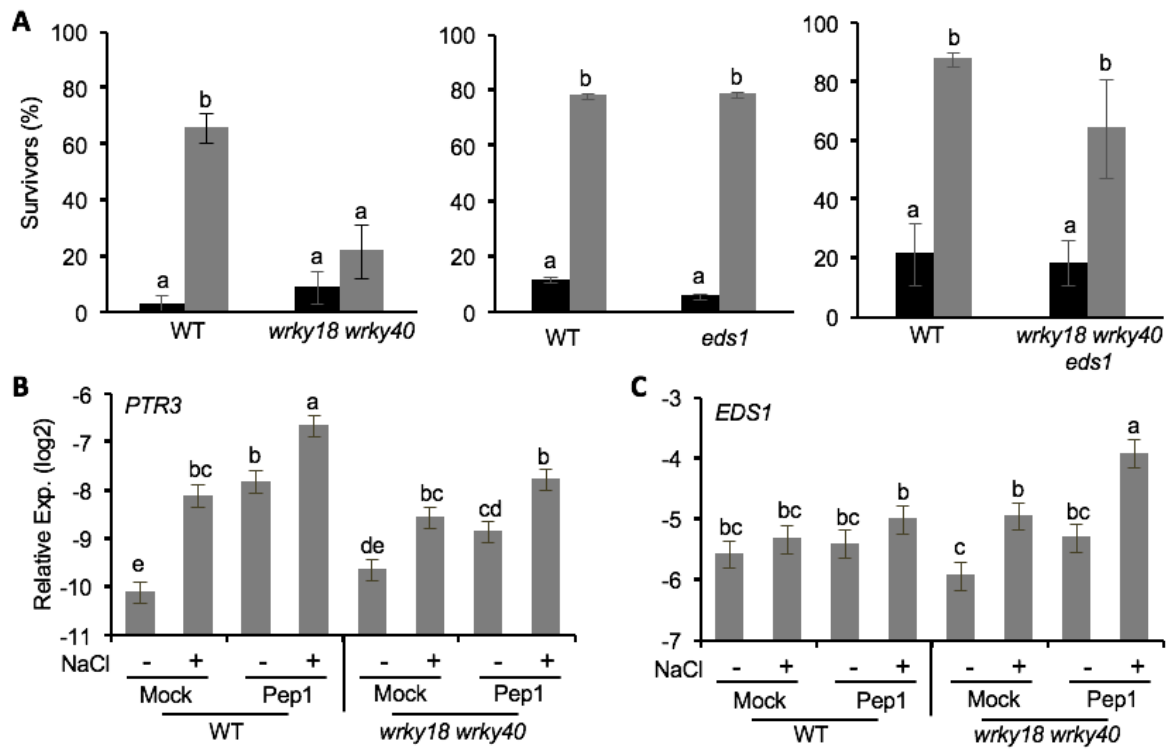 A
Survivors (%)
100
80
60
40
20
0
a
b
a
a
WT
wrky18 wrky40
100
80
60
40
20
0
a
b
a
b
WT
eds1
100
80
60
40
20
0
a
b
a
b
WT
wrky18 wrky40
eds1
B
PTR3
Relative Exp. (log2)
-6
-7
-8
-9
-10
-11
e
bc
b
a
de
bc
cd
b
NaCl - + - + - + - +
Mock Pep1 Mock Pep1
WT wrky18 wrky40
C
EDS1
-3
-4
-5
-6
-7
bc
bc
bc
b
c
b
bc
a
NaCl - + - + - + - +
Mock Pep1 Mock Pep1
WT wrky18 wrky40